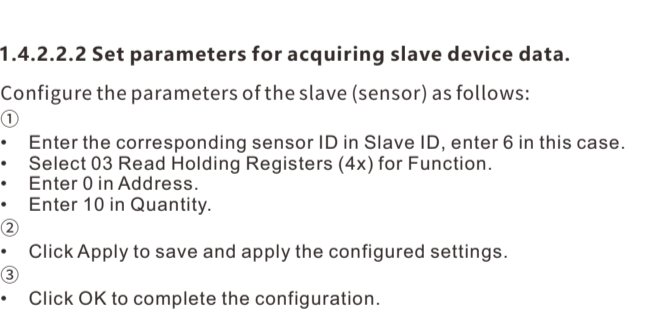 1.4.2.2.2 Set parameters for acquiring slave device data.
Configure the parameters of the slave (sensor) as follows:
①
• Enter the corresponding sensor ID in Slave ID, enter 6 in this case.
• Select 03 Read Holding Registers (4x) for Function.
• Enter 0 in Address.
• Enter 10 in Quantity.
②
• Click Apply to save and apply the configured settings.
③
• Click OK to complete the configuration.